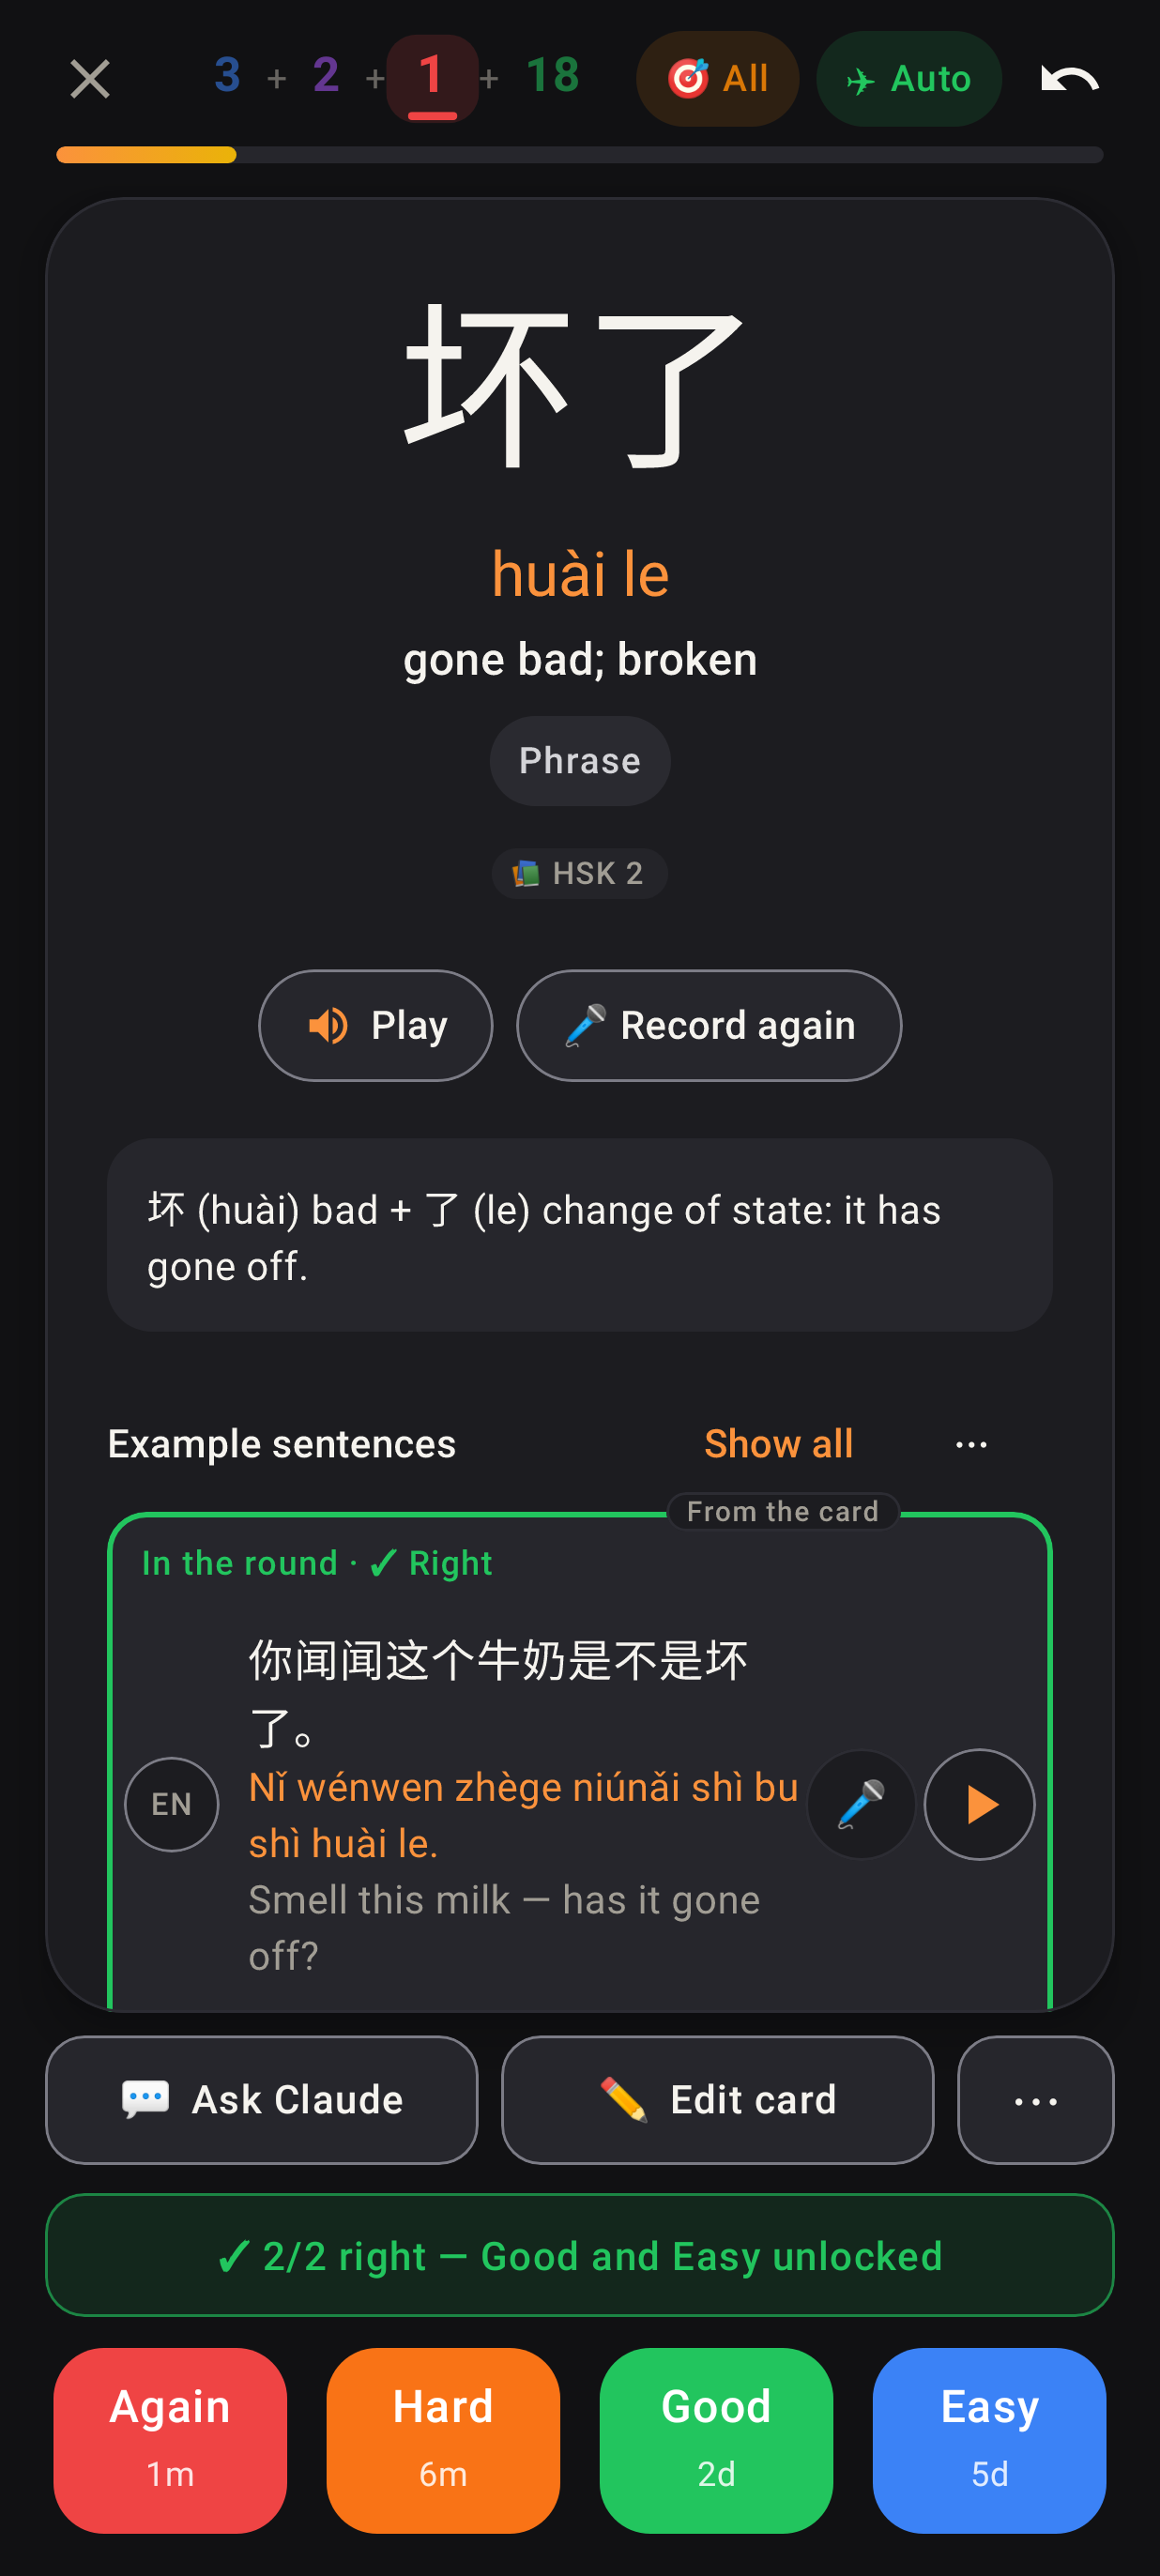 3 + 2 + 1 + 18
All
Auto
坏了
huài le
gone bad; broken
Phrase
HSK 2
Play
Record again
坏 (huài) bad + 了 (le) change of state: it has
gone off.
Example sentences
Show all
...
From the card
In the round · ✓ Right
你闻闻这个牛奶是不是坏
了。
EN
Nǐ wénwen zhège niúnǎi shì bu
shì huài le.
Smell this milk — has it gone
off?
Ask Claude
Edit card
...
✓ 2/2 right — Good and Easy unlocked
Again
1m
Hard
6m
Good
2d
Easy
5d